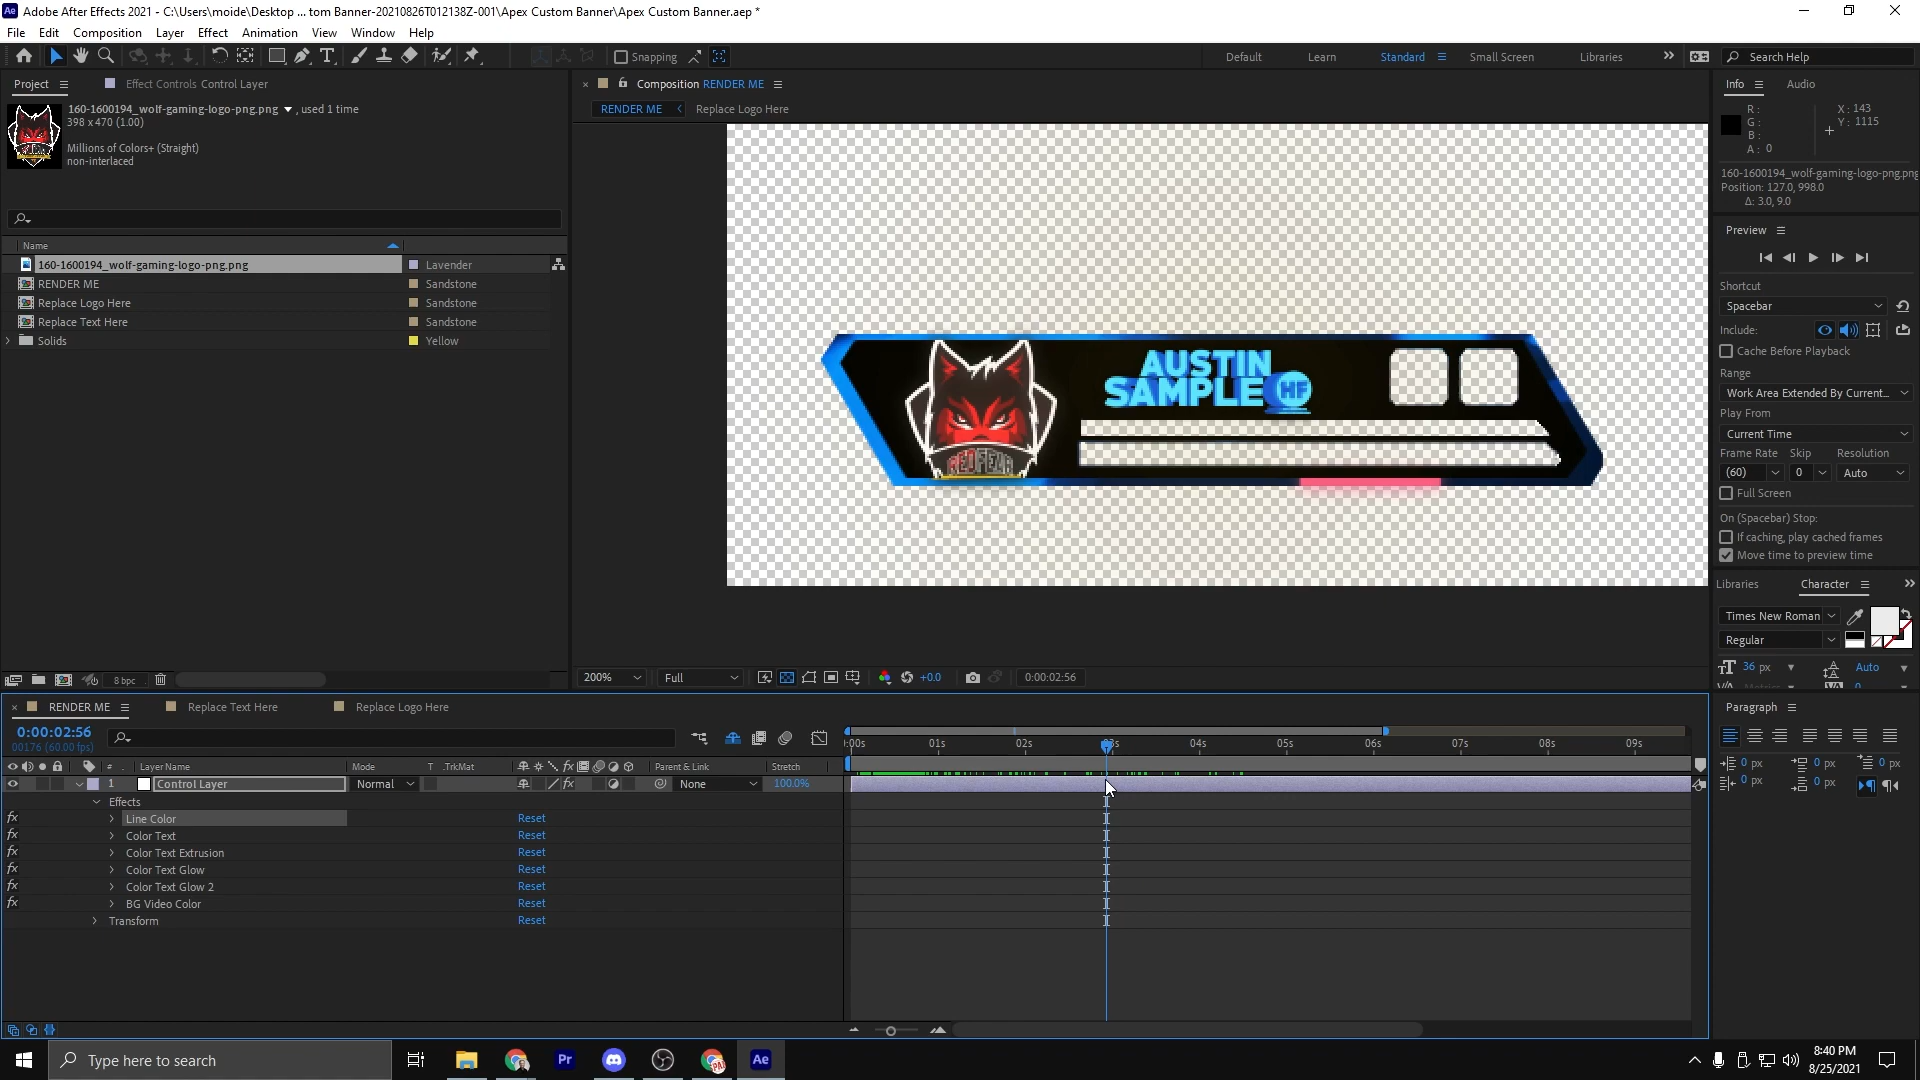 Adobe After Effects 2021 - C:\Users\moide\Desktop ... tom Banner-20210826T012138Z-001\Apex Custom Banner\Apex Custom Banner.aep *
File Edit Composition Layer Effect Animation View Window Help
Snapping
Default Learn Standard Small Screen Libraries Search Help
Project Effect Controls Control Layer
160-1600194_wolf-gaming-logo-png.png , used 1 time
398 x 470 (1.00)
Millions of Colors+ (Straight)
non-interlaced
Name
160-1600194_wolf-gaming-logo-png.png Lavender
RENDER ME Sandstone
Replace Logo Here Sandstone
Replace Text Here Sandstone
Solids Yellow
8 bpc
Composition RENDER ME
RENDER ME Replace Logo Here
AUSTIN
SAMPLE HF
REDFEAR
200% Full +0.0 0:00:02:56
Info Audio
R:
G:
B:
A: 0
X: 143
Y: 1115
160-1600194_wolf-gaming-logo-png.png
Position: 127.0, 998.0
Δ: 3.0, 9.0
Preview
Shortcut
Spacebar
Include:
Cache Before Playback
Range
Work Area Extended By Current...
Play From
Current Time
Frame Rate Skip Resolution
(60) 0 Auto
Full Screen
On (Spacebar) Stop:
If caching, play cached frames
Move time to preview time
Libraries Character
Times New Roman
Regular
36 px Auto
Paragraph
0 px 0 px 0 px
0 px 0 px
RENDER ME Replace Text Here Replace Logo Here
0:00:02:56
00176 (60.00 fps)
# Layer Name Mode T .TrkMat Parent & Link Stretch
1 Control Layer Normal None 100.0%
Effects
Line Color Reset
Color Text Reset
Color Text Extrusion Reset
Color Text Glow Reset
Color Text Glow 2 Reset
BG Video Color Reset
Transform Reset
01s 02s 04s 05s 06s 07s 08s 09s
Type here to search
Pr
Ae
8:40 PM
8/25/2021